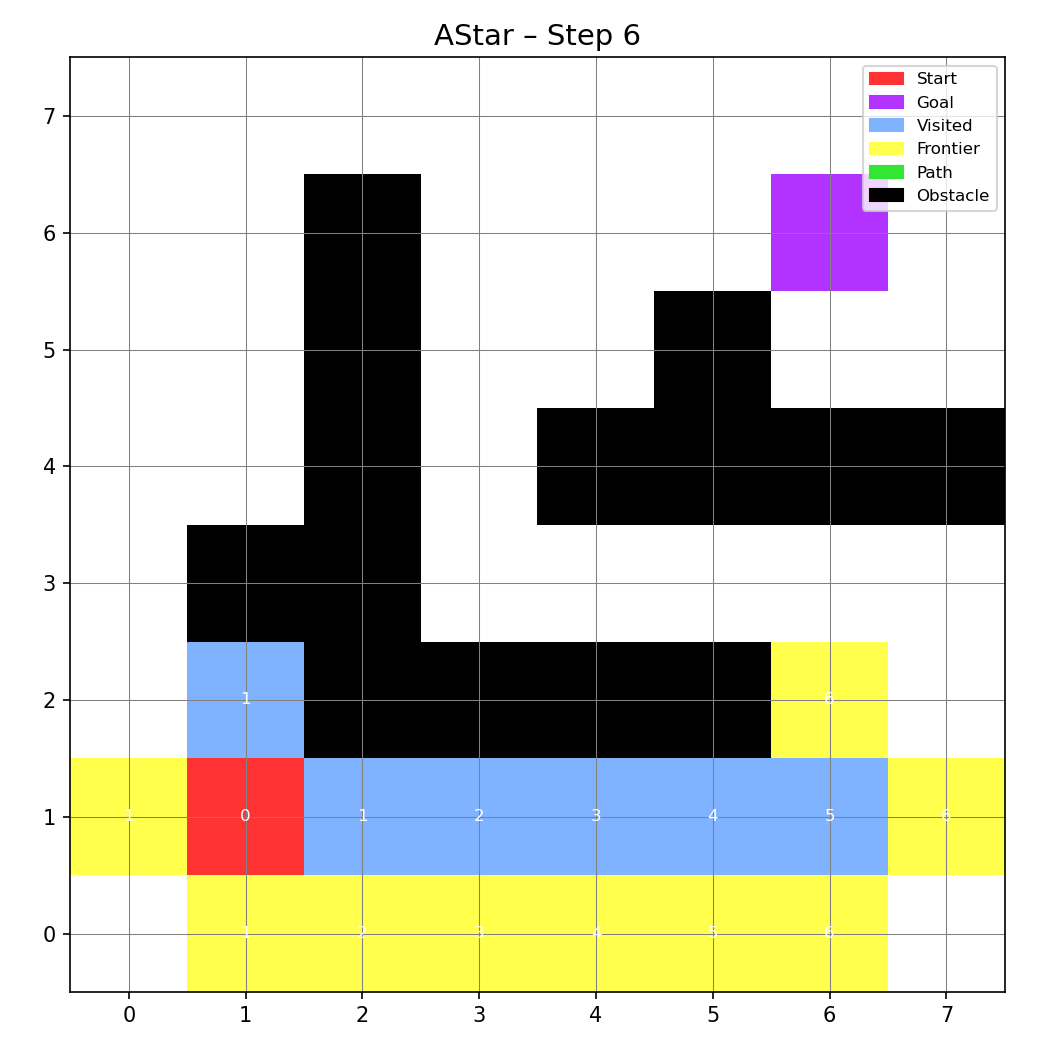 AStar – Step 6
Start
Goal
Visited
Frontier
Path
Obstacle
7
6
5
4
3
2
1
0
1 6
1 0 1 2 3 4 5 6
1 2 3 4 5 6
0 1 2 3 4 5 6 7